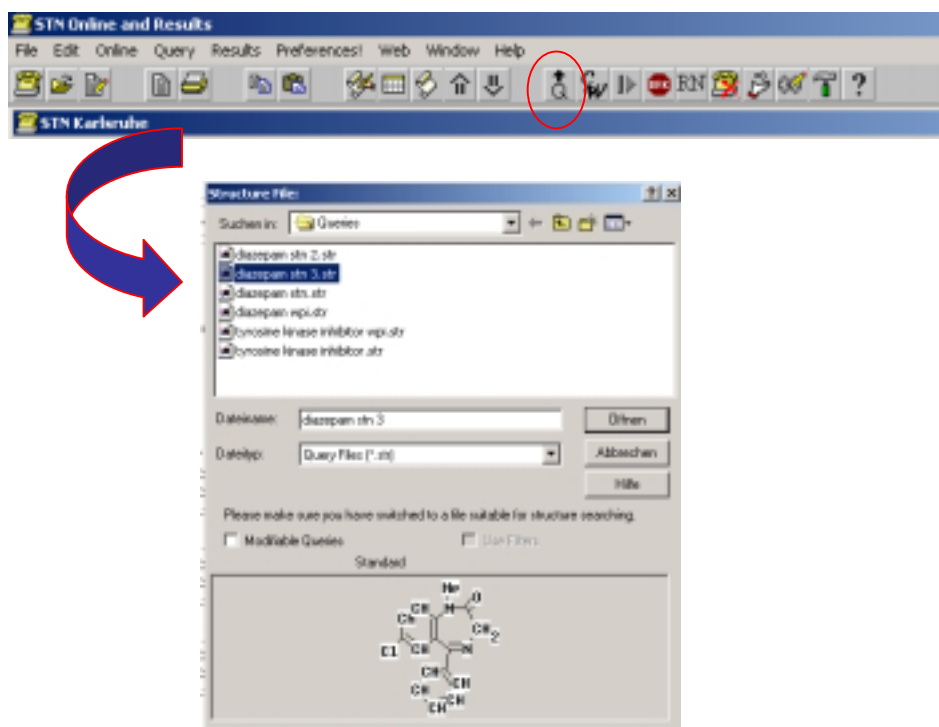 STN Online and Results
File Edit Online Query Results Preferences! Web Window Help
RN ?
STN Karlsruhe
Structure File:
Suchen in: Queries
diazepam stn 2.str
diazepam stn 3.str
diazepam stn.str
diazepam wpi.str
tyrosine kinase inhibitor wpi.str
tyrosine kinase inhibitor.str
Dateiname: diazepam stn 3 Öffnen
Dateityp: Query Files (*.str) Abbrechen
Hilfe
Please make sure you have switched to a file suitable for structure searching.
Modifiable Queries Use Filters
Standard
Me
O
CH N
CH CH2
Cl CH N
CH
CH CH
CH CH